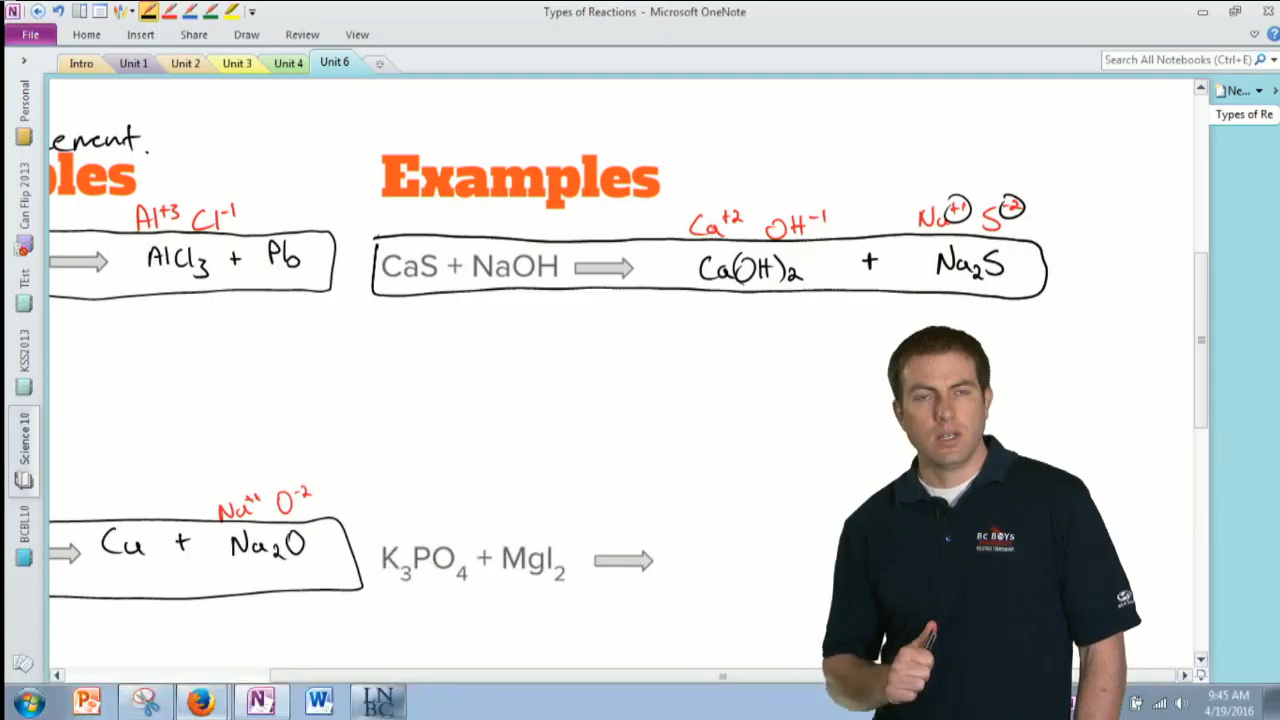 Types of Reactions - Microsoft OneNote
File Home Insert Share Draw Review View
Intro Unit 1 Unit 2 Unit 3 Unit 4 Unit 6
Search All Notebooks (Ctrl+E)
Ne...
Types of Re
Personal
Can Flip 2013
TEst
KSS2013
Science 10
BCBL10
ement.
ples
Al+3 Cl-1
AlCl3 + Pb
Examples
Ca+2 OH-1 Na+1 S-2
CaS + NaOH ⇒ Ca(OH)2 + Na2S
Na+1 O-2
Cu + Na2O
K3PO4 + MgI2 ⇒
BC BOYS
LN
BC
9:45 AM
4/19/2016